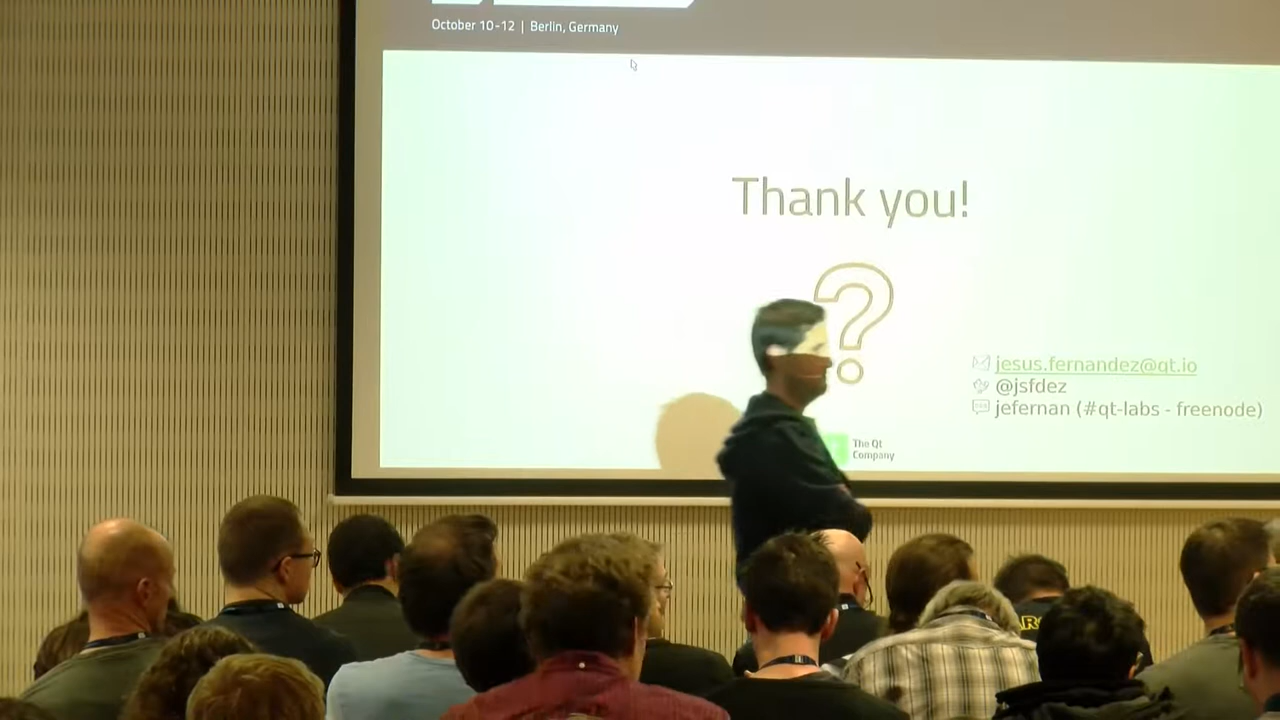 October 10-12 | Berlin, Germany
Thank you!
?
jesus.fernandez@qt.io
@jsfdez
jefernan (#qt-labs - freenode)
The Qt
Company